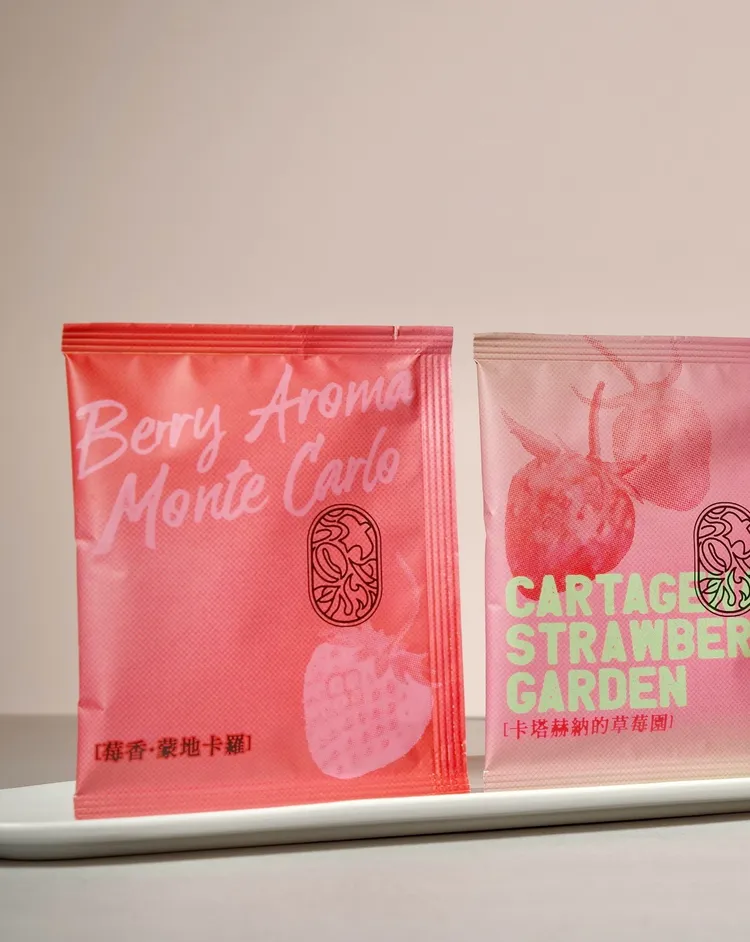 Berry Aroma
Monte Carlo
[莓香·蒙地卡羅]
CARTAGE
STRAWBER
GARDEN
[卡塔赫納的草莓園]